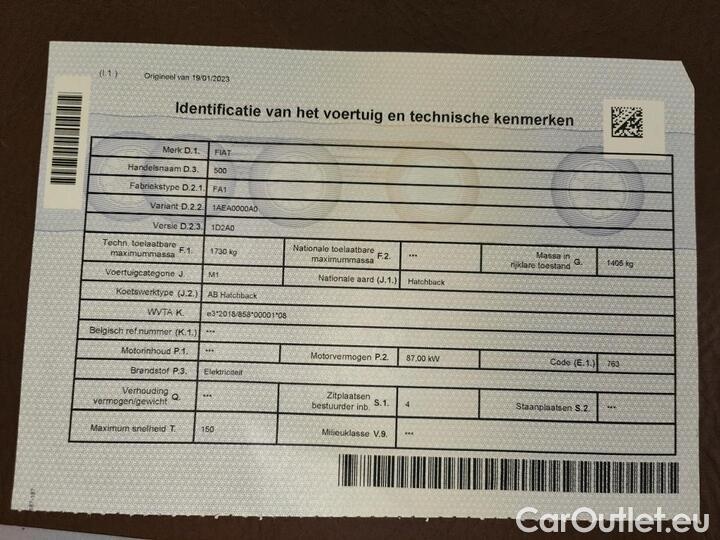 (I.1) Origineel van 19/01/2023
Identificatie van het voertuig en technische kenmerken
Merk D.1. FIAT
Handelsnaam D.3. 500
Fabriekstype D.2.1. FA1
Variant D.2.2. 1AEA0000A0
Versie D.2.3. 1D2A0
Techn. toelaatbare maximummassa F.1. 1730 kg Nationale toelaatbare maximummassa F.2. *** Massa in rijklare toestand G. 1405 kg
Voertuigcategorie J. M1 Nationale aard (J.1.) Hatchback
Koetswerktype (J.2.) AB Hatchback
WVTA K. e3*2018/858*00001*08
Belgisch ref.nummer (K.1.) ***
Motorinhoud P.1. *** Motorvermogen P.2. 87,00 kW Code (E.1.) 763
Brandstof P.3. Elektriciteit
Verhouding vermogen/gewicht Q. *** Zitplaatsen bestuurder inb. S.1. 4 Staanplaatsen S.2. ***
Maximum snelheid T. 150 Milieuklasse V.9. ***
CarOutlet.eu